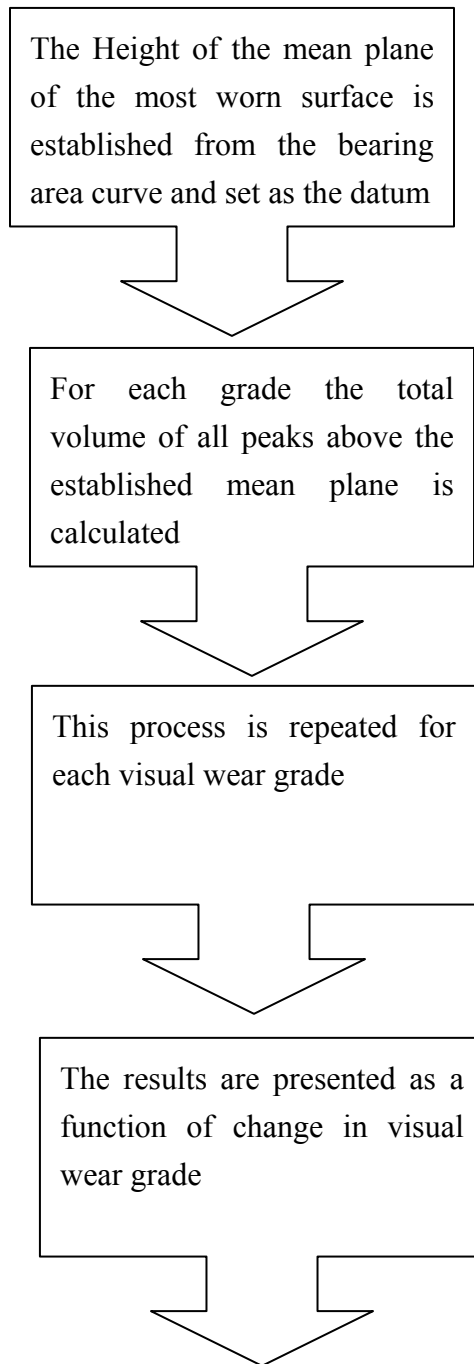 The Height of the mean plane
of the most worn surface is
established from the bearing
area curve and set as the datum
For each grade the total
volume of all peaks above the
established mean plane is
calculated
This process is repeated for
each visual wear grade
The results are presented as a
function of change in visual
wear grade